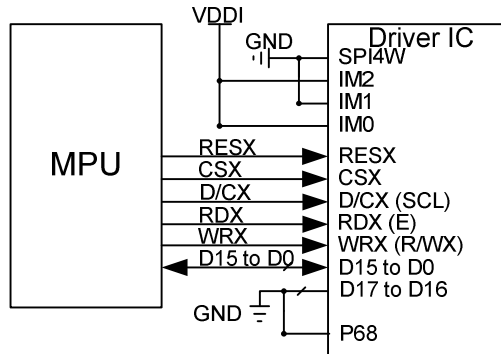 VDDI
GND
Driver IC
SPI4W
IM2
IM1
IM0
MPU
RESX
RESX
CSX
CSX
D/CX
D/CX (SCL)
RDX
RDX (E)
WRX
WRX (R/WX)
D15 to D0
D15 to D0
D17 to D16
GND
P68